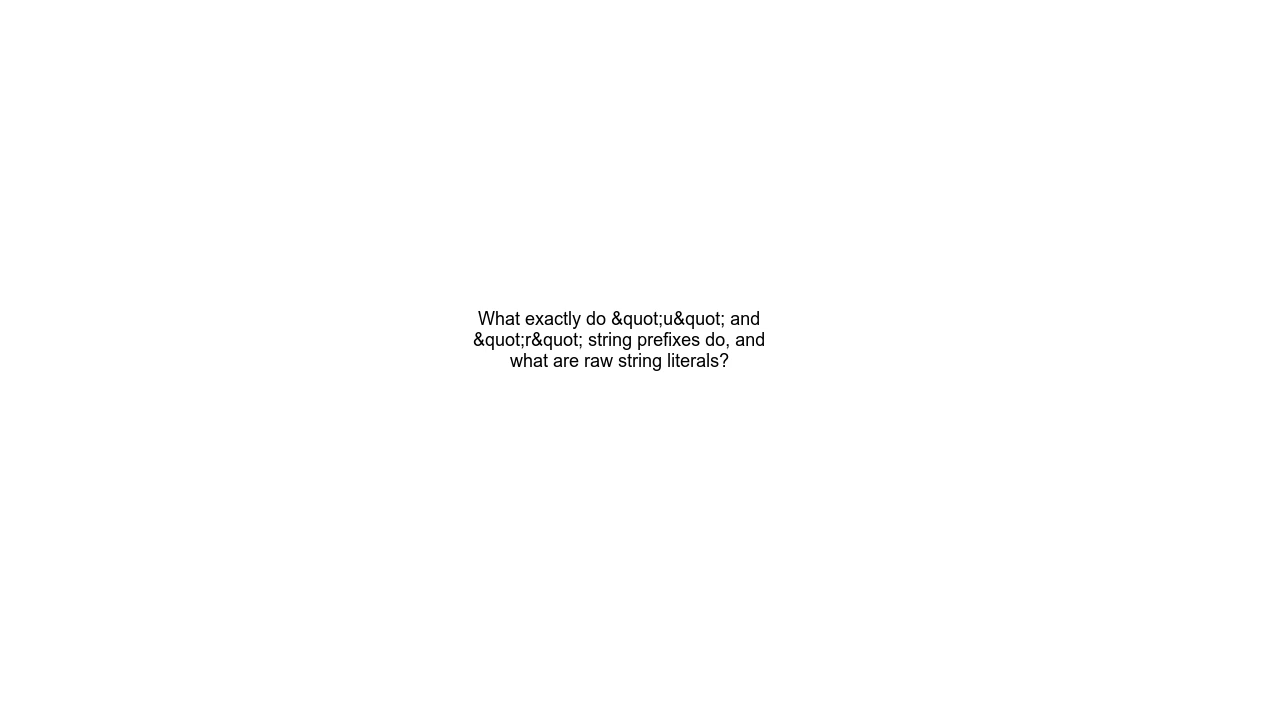 What exactly do &quot;u&quot; and
&quot;r&quot; string prefixes do, and
what are raw string literals?